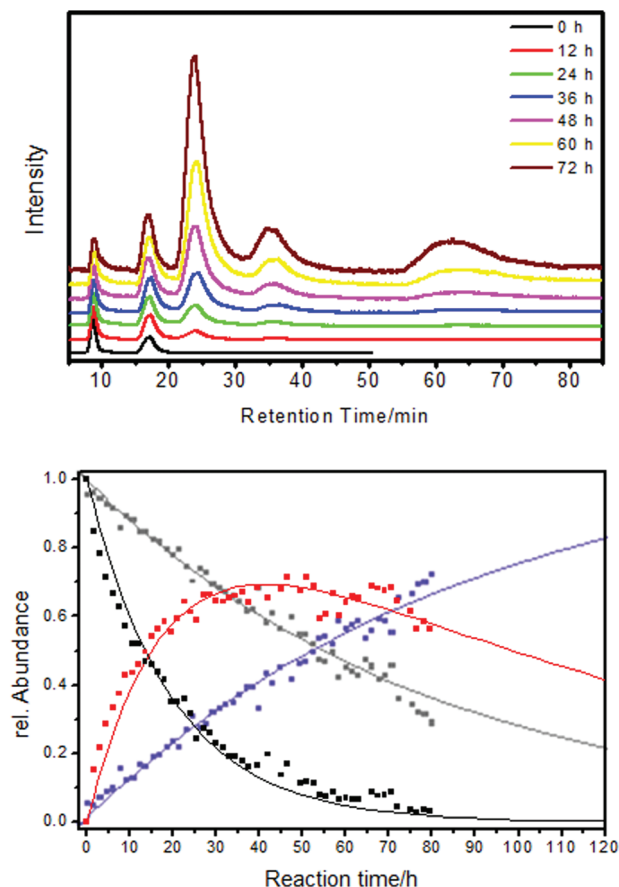 0 h
12 h
24 h
36 h
48 h
60 h
72 h
Intensity
10 20 30 40 50 60 70 80
Retention Time/min
1.0
0.8
0.6
0.4
0.2
0.0
rel. Abundance
0 10 20 30 40 50 60 70 80 90 100 110 120
Reaction time/h